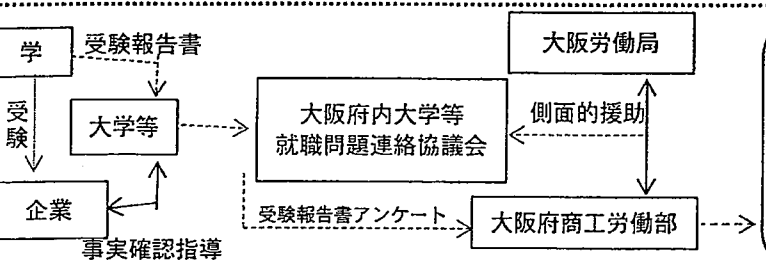 学
受験報告書
大阪労働局
受験
大学等
大阪府内大学等
就職問題連絡協議会
側面的援助
企業
受験報告書アンケート
大阪府商工労働部
事実確認指導